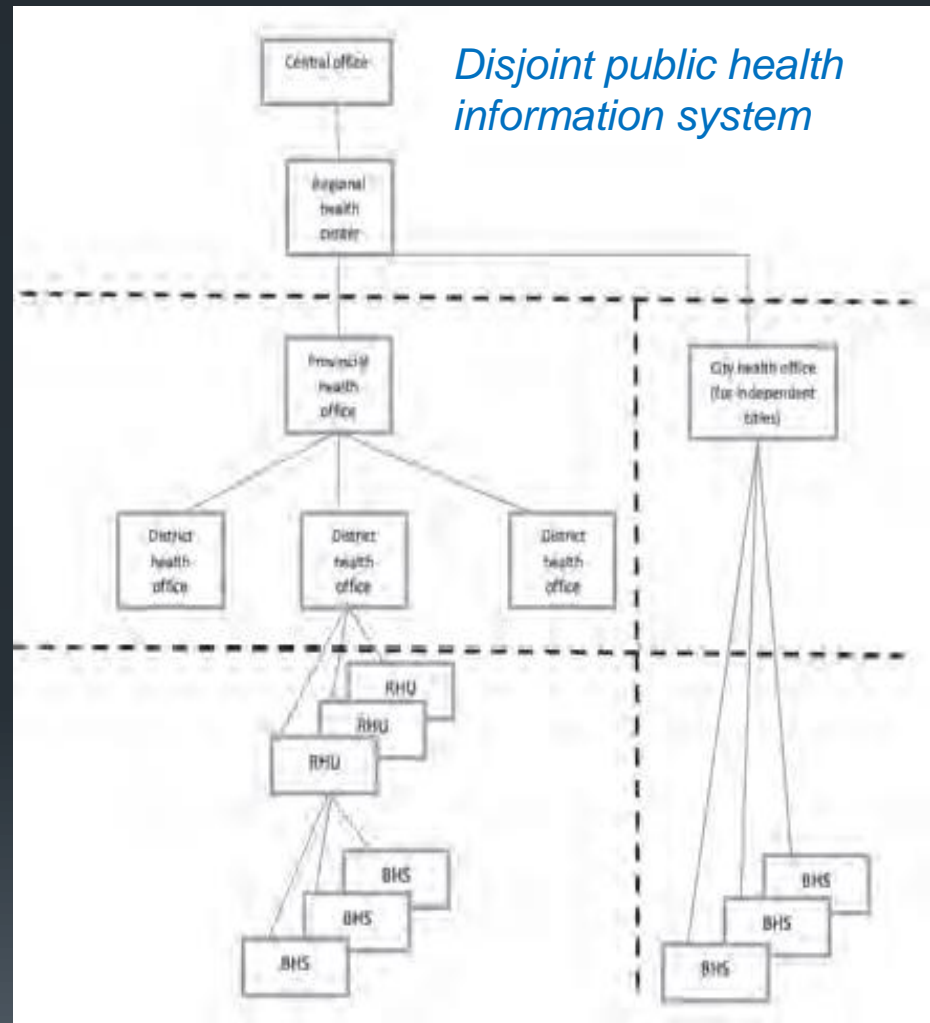 Disjoint public health
information system
Central office
Regional
health
center
Provincial
health
office
City health office
(for independent
cities)
District
health
office
District
health
office
District
health
office
RHU
RHU
RHU
BHS
BHS
BHS
BHS
BHS
BHS